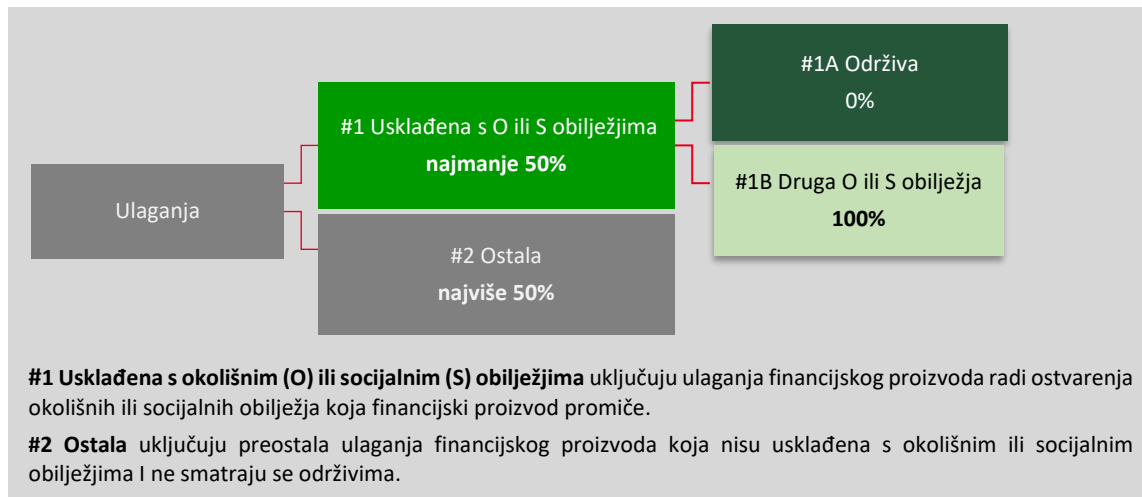 #1A Održiva
0%
#1 Usklađena s O ili S obilježjima
najmanje 50%
#1B Druga O ili S obilježja
100%
Ulaganja
#2 Ostala
najviše 50%
#1 Usklađena s okolišnim (O) ili socijalnim (S) obilježjima uključuju ulaganja financijskog proizvoda radi ostvarenja
okolišnih ili socijalnih obilježja koja financijski proizvod promiče.
#2 Ostala uključuju preostala ulaganja financijskog proizvoda koja nisu usklađena s okolišnim ili socijalnim
obilježjima I ne smatraju se održivima.